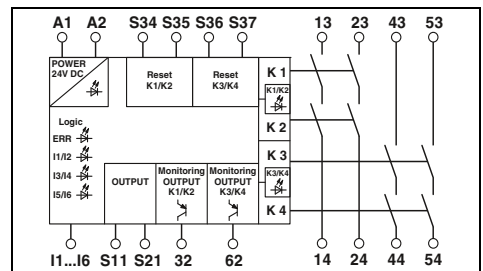 A1 A2 S34 S35 S36 S37 13 23 43 53
POWER
24V DC
Reset
K1/K2
Reset
K3/K4
K 1
K1/K2
K 2
Logic
ERR
I1/I2
I3/I4
I5/I6
K 3
K3/K4
K 4
OUTPUT
Monitoring
OUTPUT
K1/K2
Monitoring
OUTPUT
K3/K4
I1...I6 S11 S21 32 62 14 24 44 54